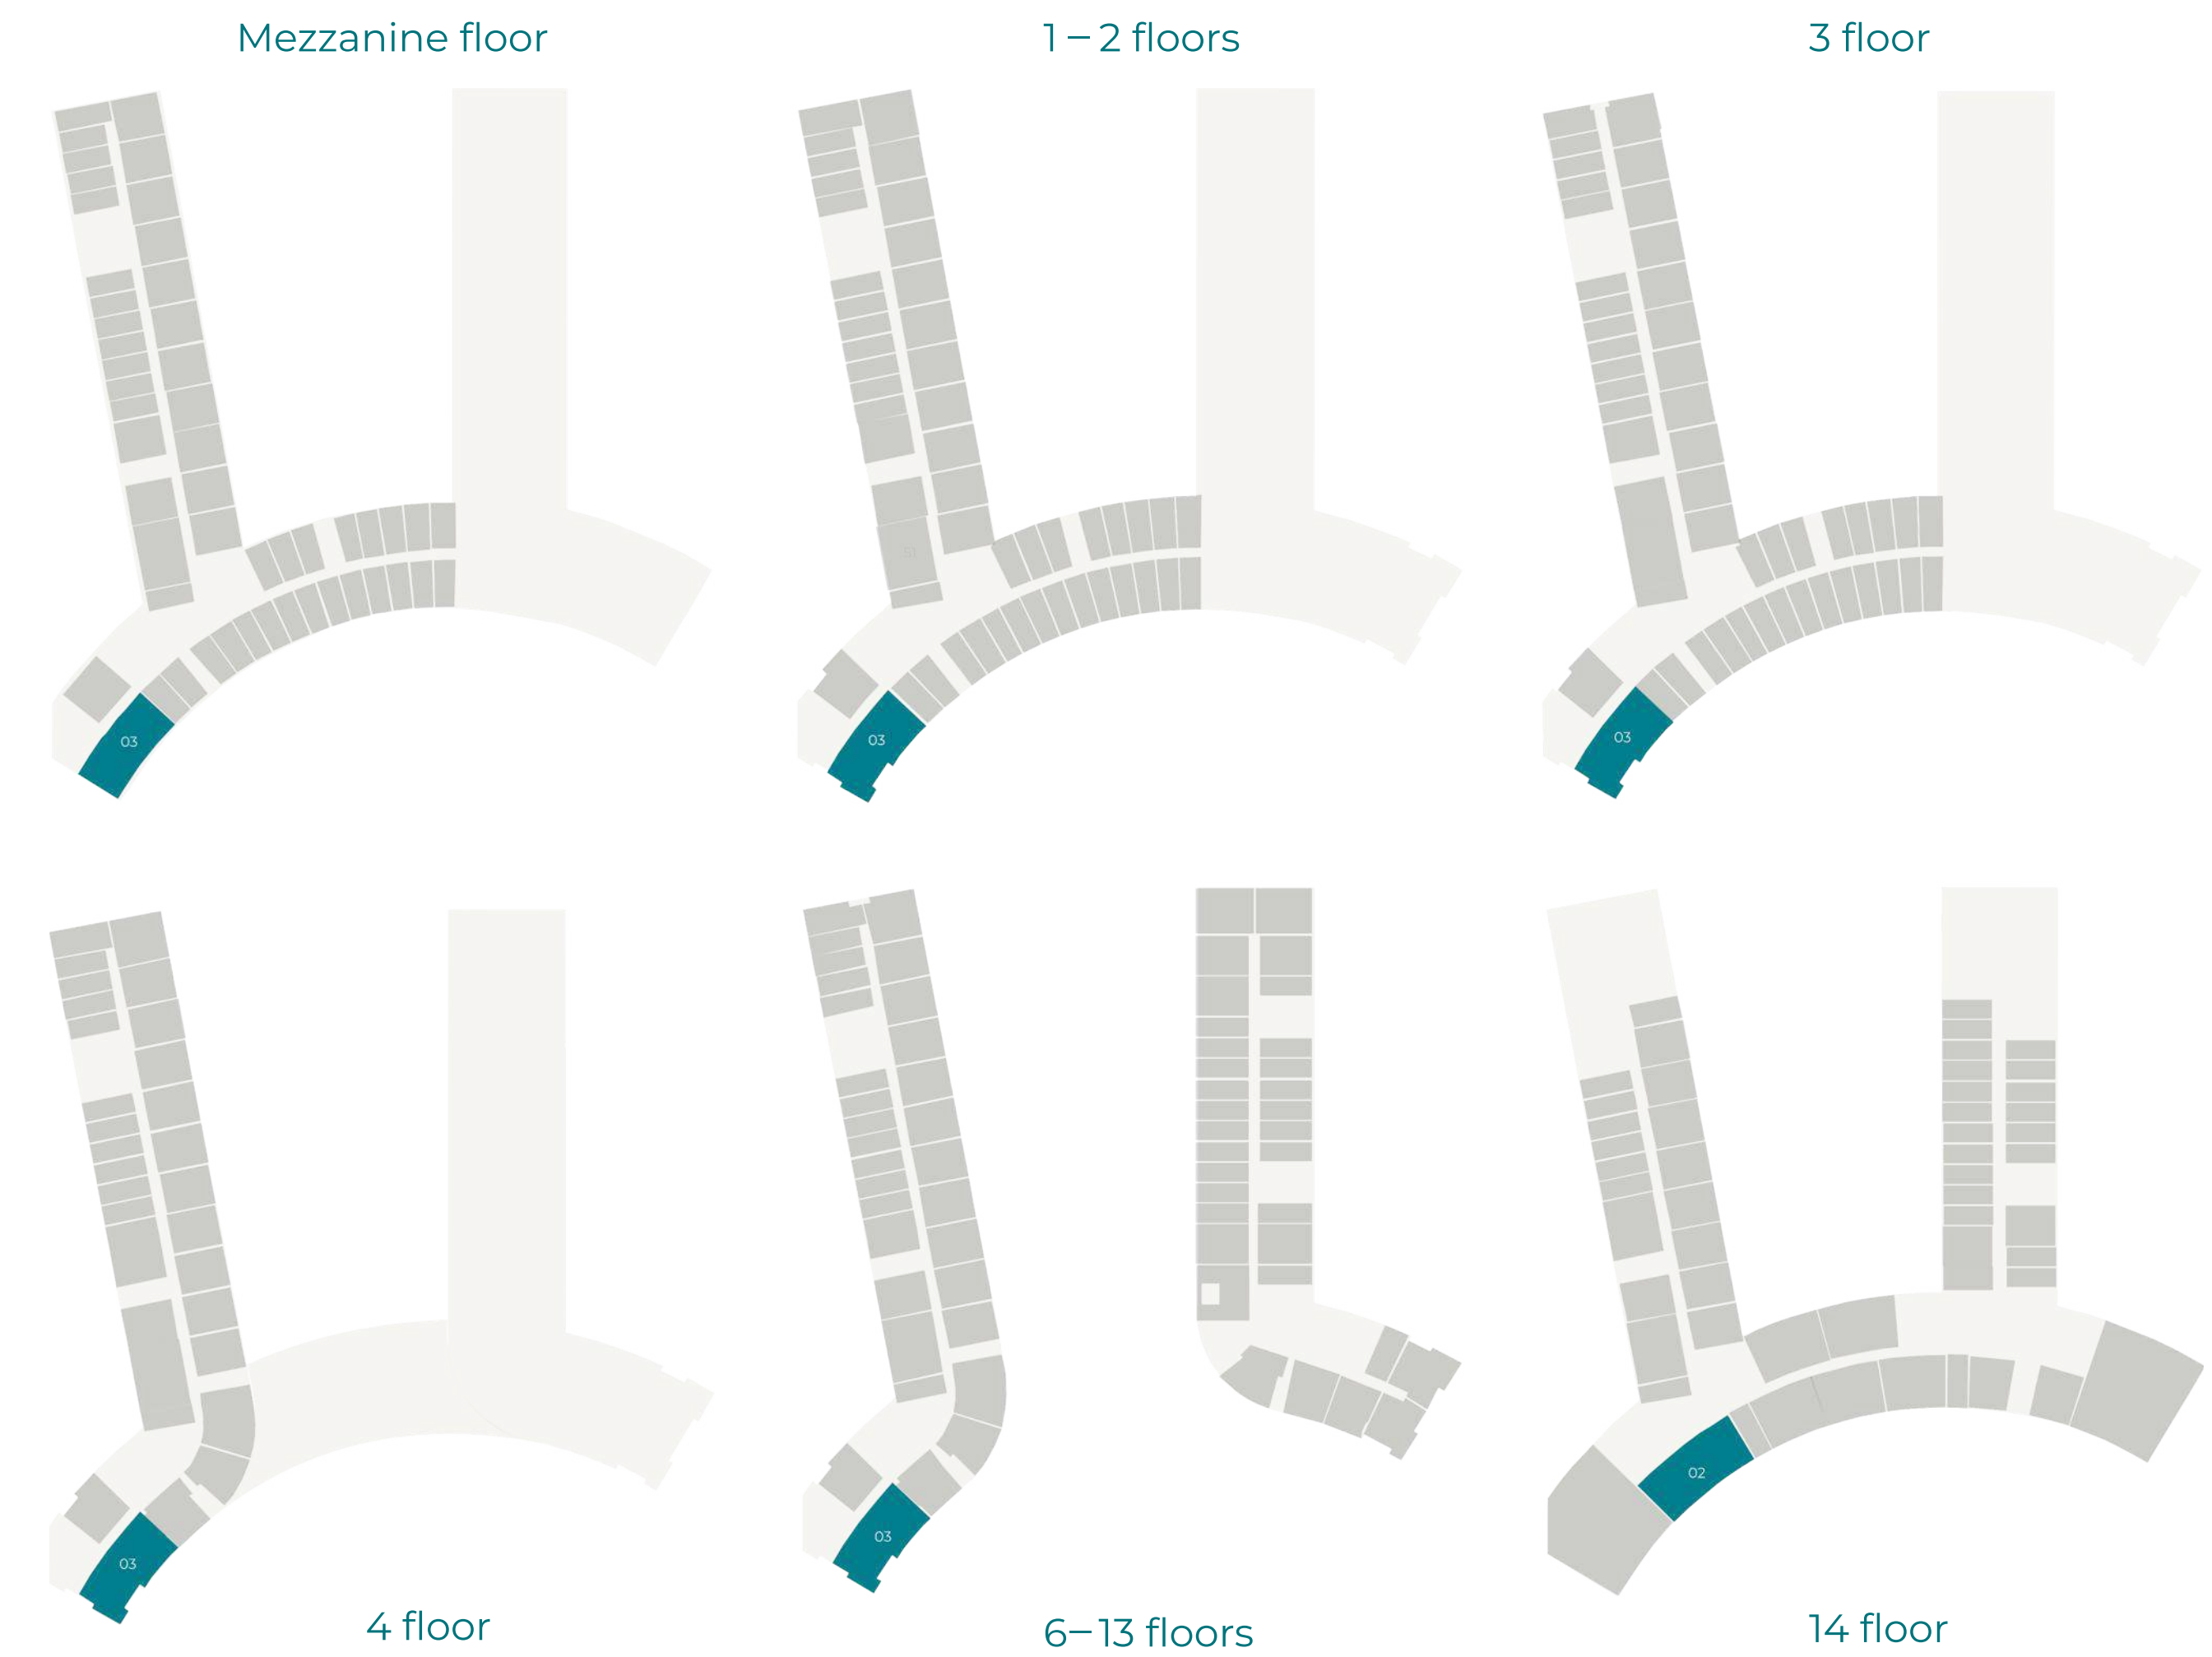 Mezzanine floor
1 – 2 floors
3 floor
03
03
03
4 floor
6–13 floors
14 floor
03
03
02